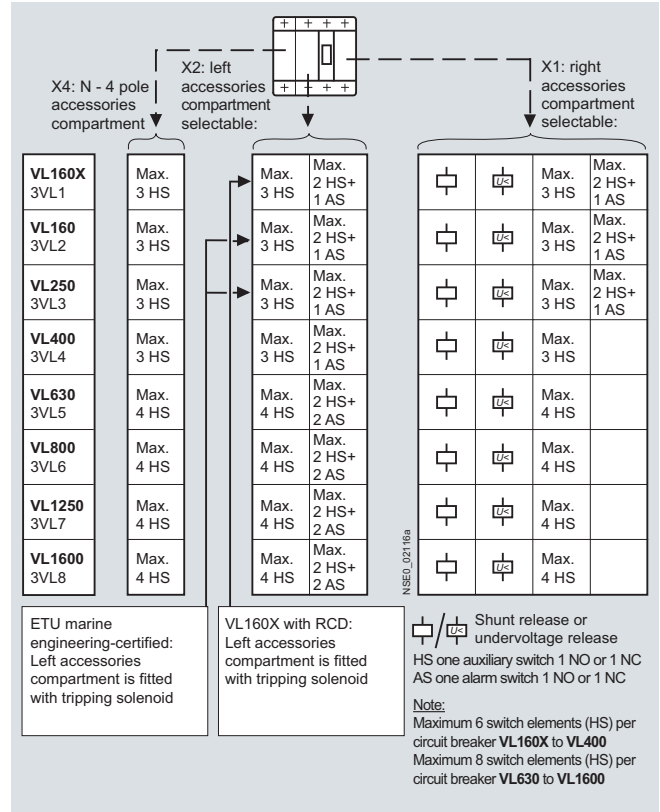 X4: N - 4 pole
accessories
compartment
X2: left
accessories
compartment
selectable:
X1: right
accessories
compartment
selectable:
VL160X
3VL1
Max.
3 HS
Max.
3 HS
Max.
2 HS+
1 AS
U<
Max.
3 HS
Max.
2 HS+
1 AS
VL160
3VL2
Max.
3 HS
Max.
3 HS
Max.
2 HS+
1 AS
U<
Max.
3 HS
Max.
2 HS+
1 AS
VL250
3VL3
Max.
3 HS
Max.
3 HS
Max.
2 HS+
1 AS
U<
Max.
3 HS
Max.
2 HS+
1 AS
VL400
3VL4
Max.
3 HS
Max.
3 HS
Max.
2 HS+
1 AS
U<
Max.
3 HS
VL630
3VL5
Max.
4 HS
Max.
4 HS
Max.
2 HS+
2 AS
U<
Max.
4 HS
VL800
3VL6
Max.
4 HS
Max.
4 HS
Max.
2 HS+
2 AS
U<
Max.
4 HS
VL1250
3VL7
Max.
4 HS
Max.
4 HS
Max.
2 HS+
2 AS
U<
Max.
4 HS
VL1600
3VL8
Max.
4 HS
Max.
4 HS
Max.
2 HS+
2 AS
U<
Max.
4 HS
NSE0_02116a
ETU marine
engineering-certified:
Left accessories
compartment is fitted
with tripping solenoid
VL160X with RCD:
Left accessories
compartment is fitted
with tripping solenoid
U< Shunt release or
undervoltage release
HS one auxiliary switch 1 NO or 1 NC
AS one alarm switch 1 NO or 1 NC
Note:
Maximum 6 switch elements (HS) per
circuit breaker VL160X to VL400
Maximum 8 switch elements (HS) per
circuit breaker VL630 to VL1600